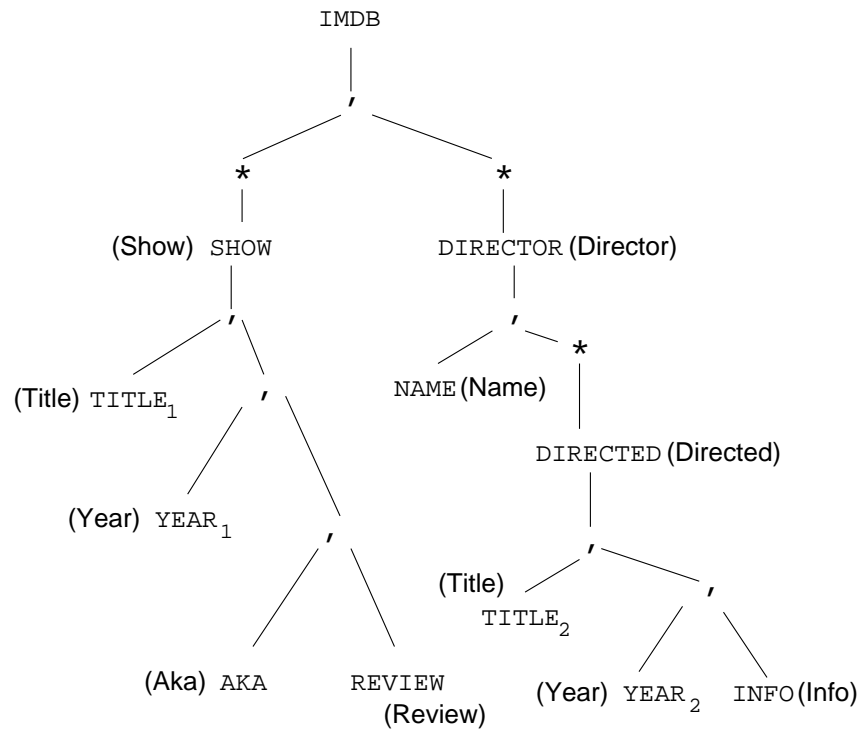 IMDB
,
* *
(Show) SHOW DIRECTOR (Director)
, ,
*
(Title) TITLE1 , NAME (Name)
DIRECTED (Directed)
(Year) YEAR1
, ,
(Title)
TITLE2 ,
(Aka) AKA REVIEW (Year) YEAR2 INFO (Info)
(Review)